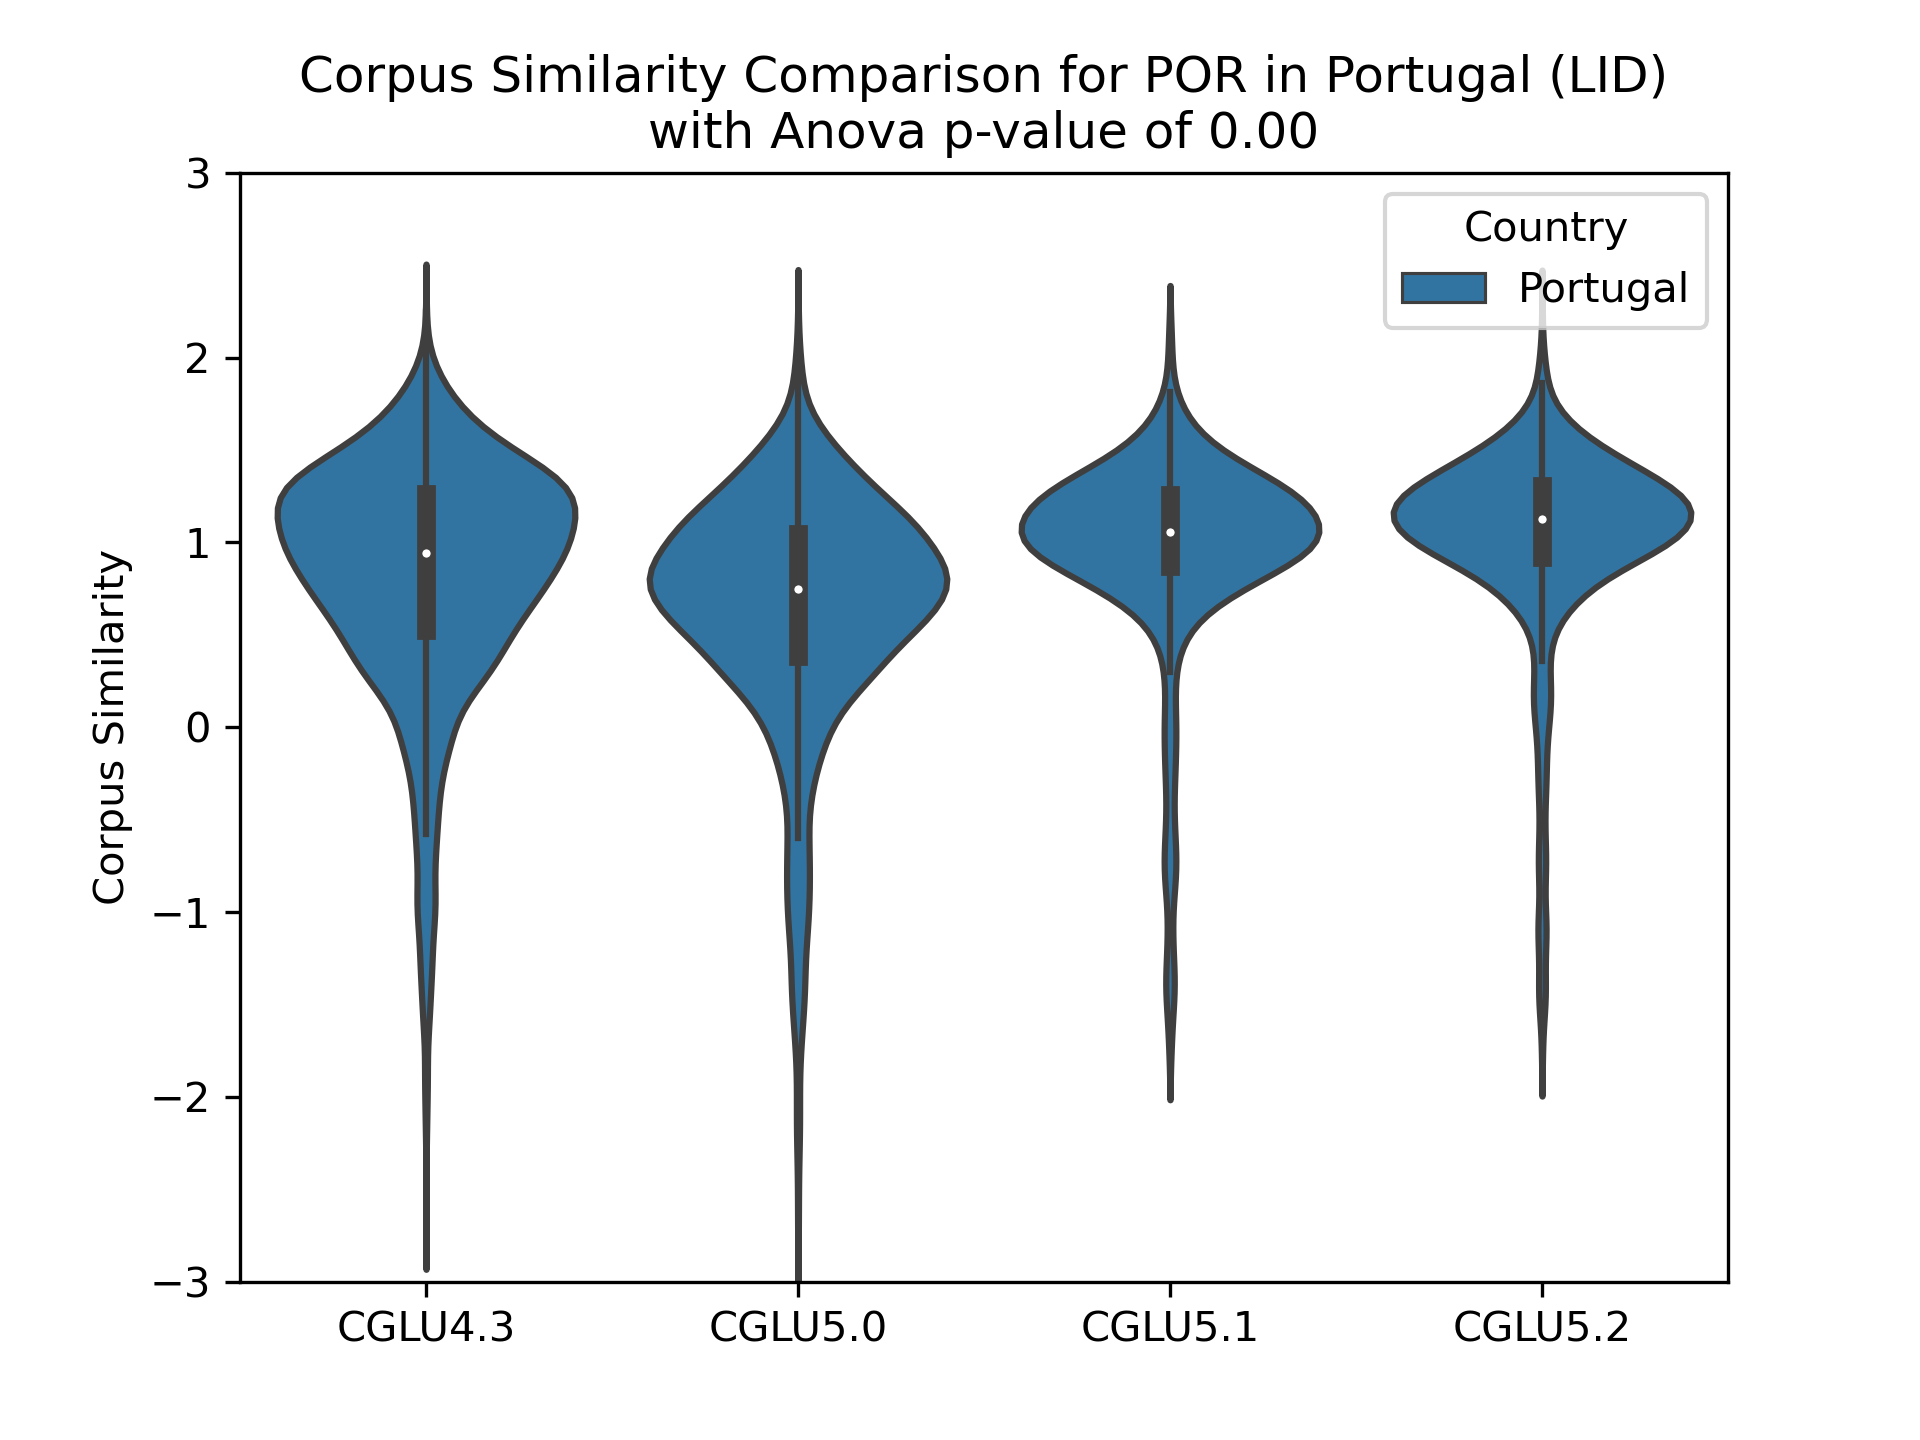 Corpus Similarity Comparison for POR in Portugal (LID)
with Anova p-value of 0.00
Country
Portugal
Corpus Similarity
3
2
1
0
−1
−2
−3
CGLU4.3
CGLU5.0
CGLU5.1
CGLU5.2